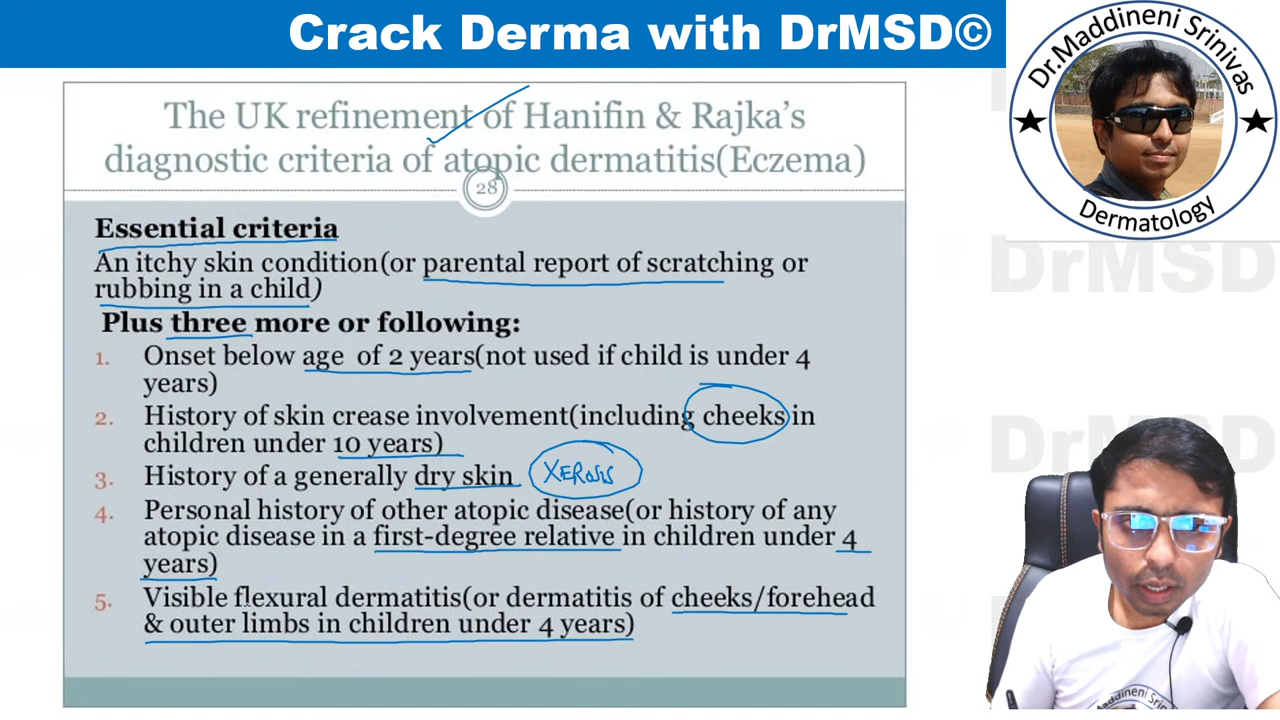 Crack Derma with DrMSD©
Dr.Maddineni Srinivas
Dermatology
The UK refinement of Hanifin & Rajka's
diagnostic criteria of atopic dermatitis(Eczema)
28
Essential criteria
An itchy skin condition(or parental report of scratching or
rubbing in a child)
Plus three more or following:
1. Onset below age of 2 years(not used if child is under 4
years)
2. History of skin crease involvement(including cheeks in
children under 10 years)
3. History of a generally dry skin XEROSIS
4. Personal history of other atopic disease(or history of any
atopic disease in a first-degree relative in children under 4
years)
5. Visible flexural dermatitis(or dermatitis of cheeks/forehead
& outer limbs in children under 4 years)
DrMSD
DrMSD
Maddineni Srin